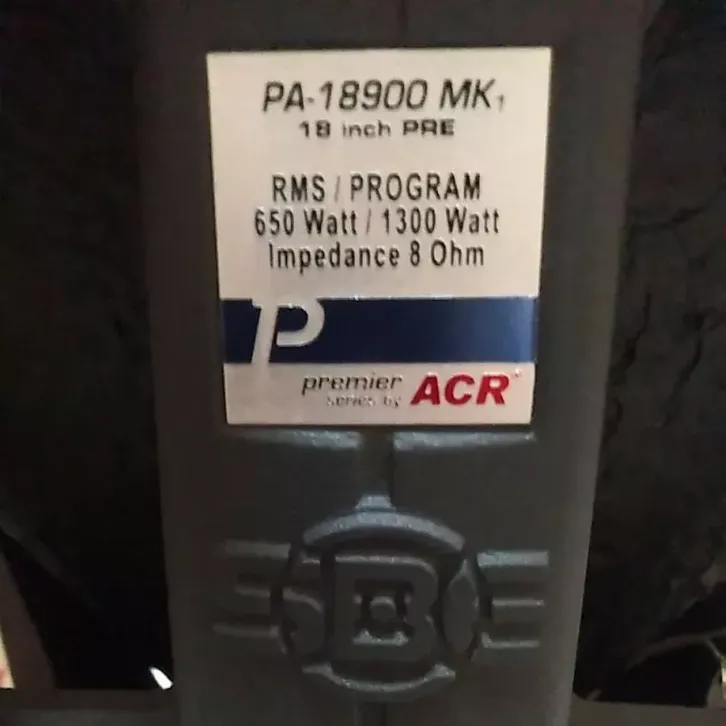 PA-18900 MK1
18 inch PRE
RMS / PROGRAM
650 Watt / 1300 Watt
Impedance 8 Ohm
P
premier ACR
series by
SBE